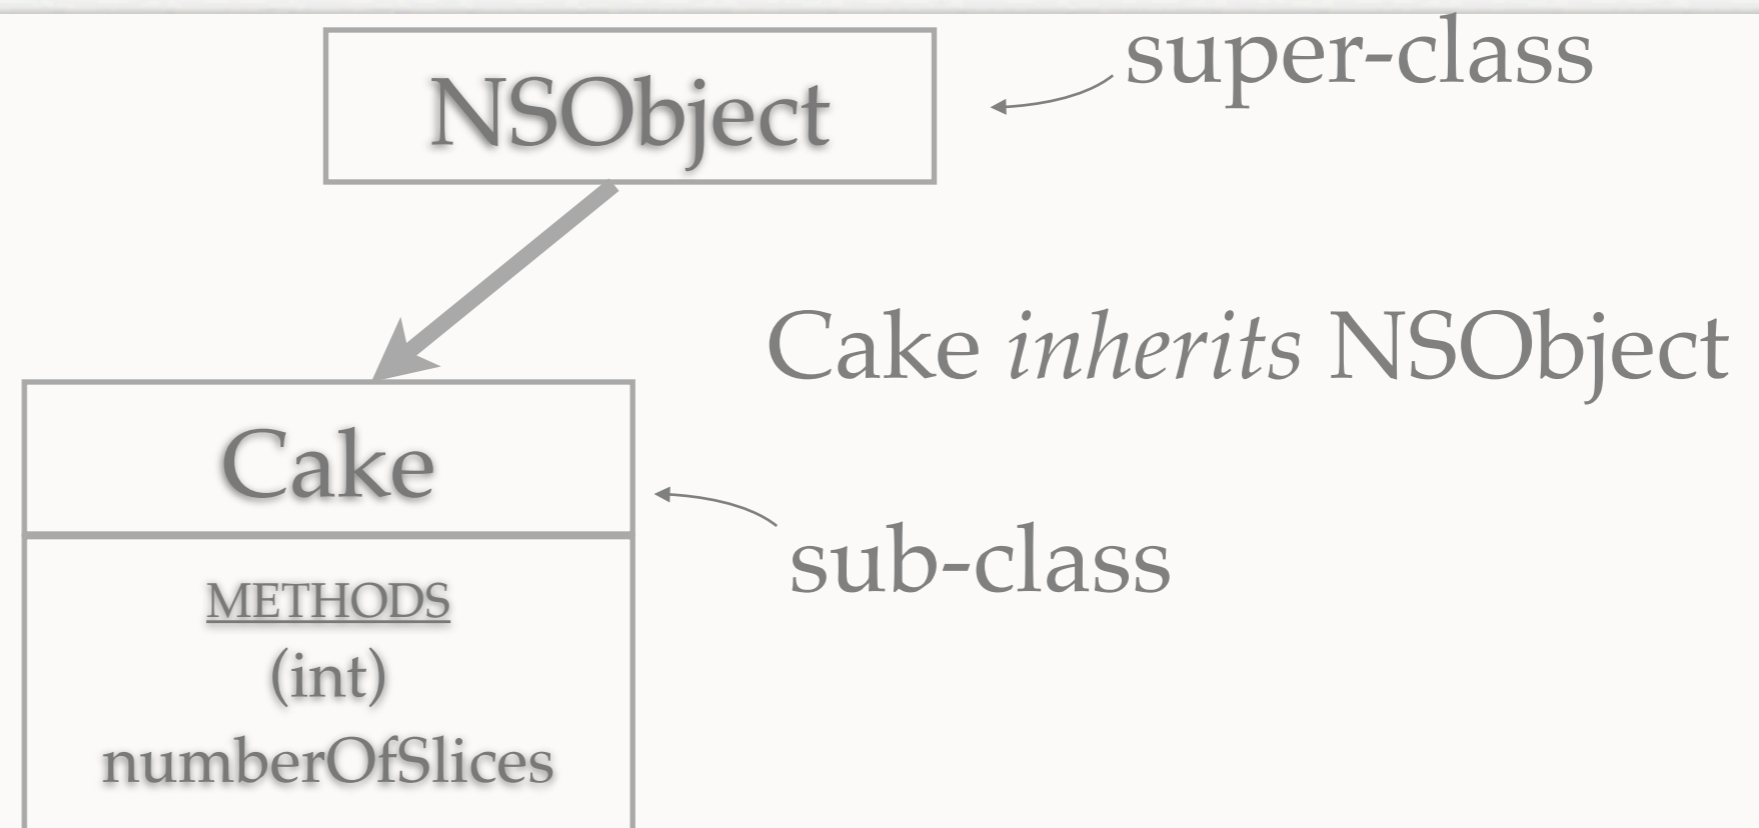 super-class
NSObject
Cake inherits NSObject
Cake
sub-class
METHODS
(int)
numberOfSlices